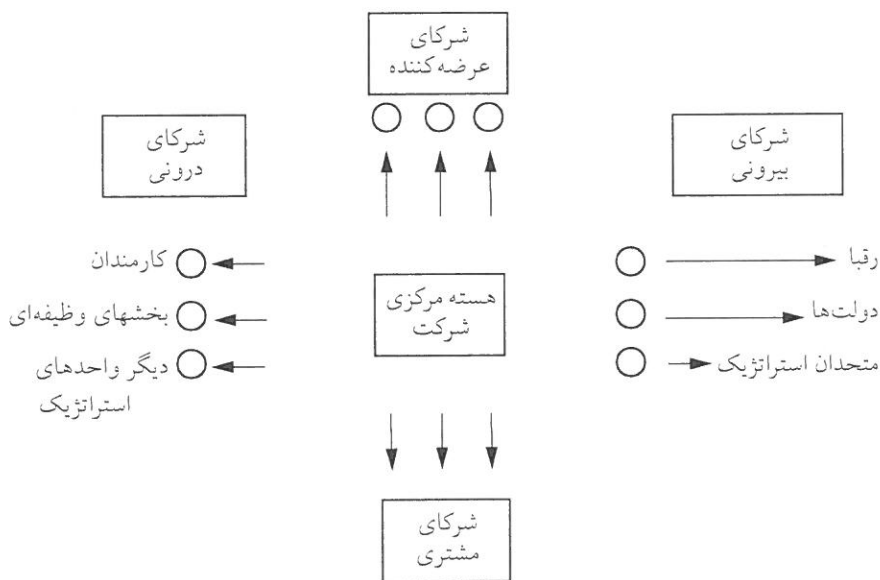 شرکای
عرضه‌کننده
شرکای
بیرونی
شرکای
درونی
رقبا
کارمندان
هسته مرکزی
شرکت
دولت‌ها
بخشهای وظیفه‌ای
متحدان استراتژیک
دیگر واحدهای
استراتژیک
شرکای
مشتری